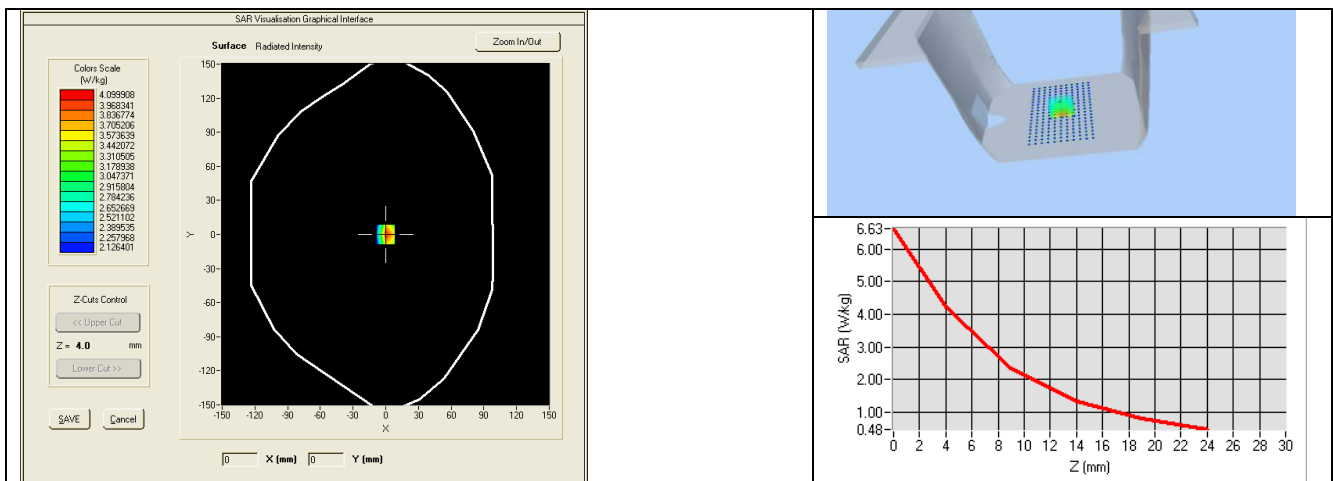 SAR Visualisation Graphical Interface
Surface Radiated Intensity
Zoom In/Out
Colors Scale
(W/kg)
4.099908
3.968341
3.836774
3.705206
3.573639
3.442072
3.310505
3.178938
3.047371
2.915804
2.784236
2.652669
2.521102
2.389535
2.257968
2.126401
Z-Cuts Control
<< Upper Cut
Z = 4.0 mm
Lower Cut >>
SAVE Cancel
150-
120-
90-
60-
30-
0-
-30-
-60-
-90-
-120-
-150-
Y
-150 -120 -90 -60 -30 0 30 60 90 120 150
X
0 X (mm) 0 Y (mm)
6.63-
6.00-
5.00-
4.00-
3.00-
2.00-
1.00-
0.48-
SAR (W/kg)
0 2 4 6 8 10 12 14 16 18 20 22 24 26 28 30
Z (mm)